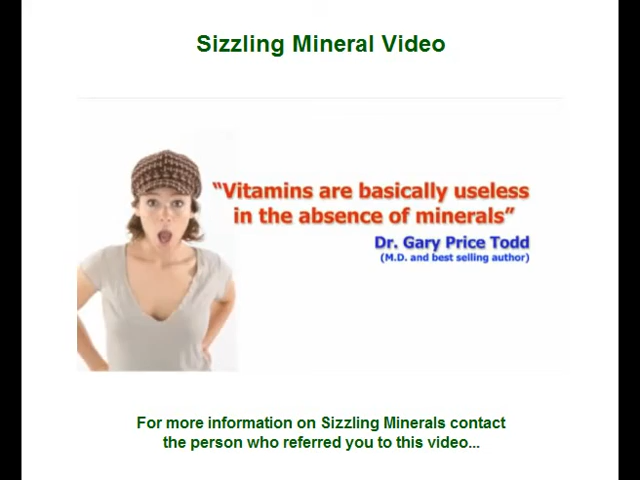 Sizzling Mineral Video
“Vitamins are basically useless
in the absence of minerals”
Dr. Gary Price Todd
(M.D. and best selling author)
For more information on Sizzling Minerals contact
the person who referred you to this video...